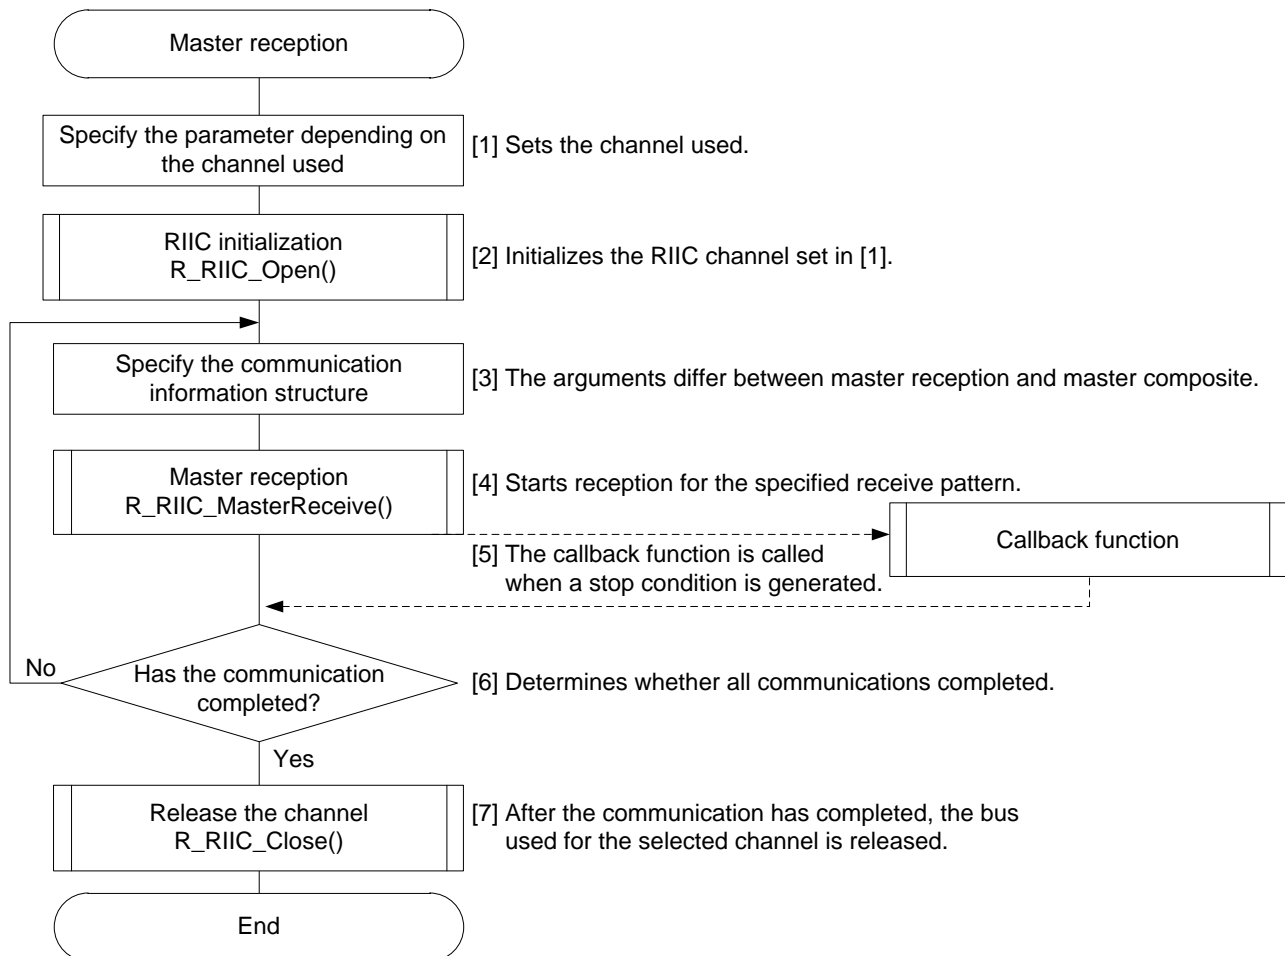 Master reception
Specify the parameter depending on
the channel used
[1] Sets the channel used.
RIIC initialization
R_RIIC_Open()
[2] Initializes the RIIC channel set in [1].
Specify the communication
information structure
[3] The arguments differ between master reception and master composite.
Master reception
R_RIIC_MasterReceive()
[4] Starts reception for the specified receive pattern.
[5] The callback function is called
when a stop condition is generated.
Callback function
No
Has the communication
completed?
[6] Determines whether all communications completed.
Yes
Release the channel
R_RIIC_Close()
[7] After the communication has completed, the bus
used for the selected channel is released.
End